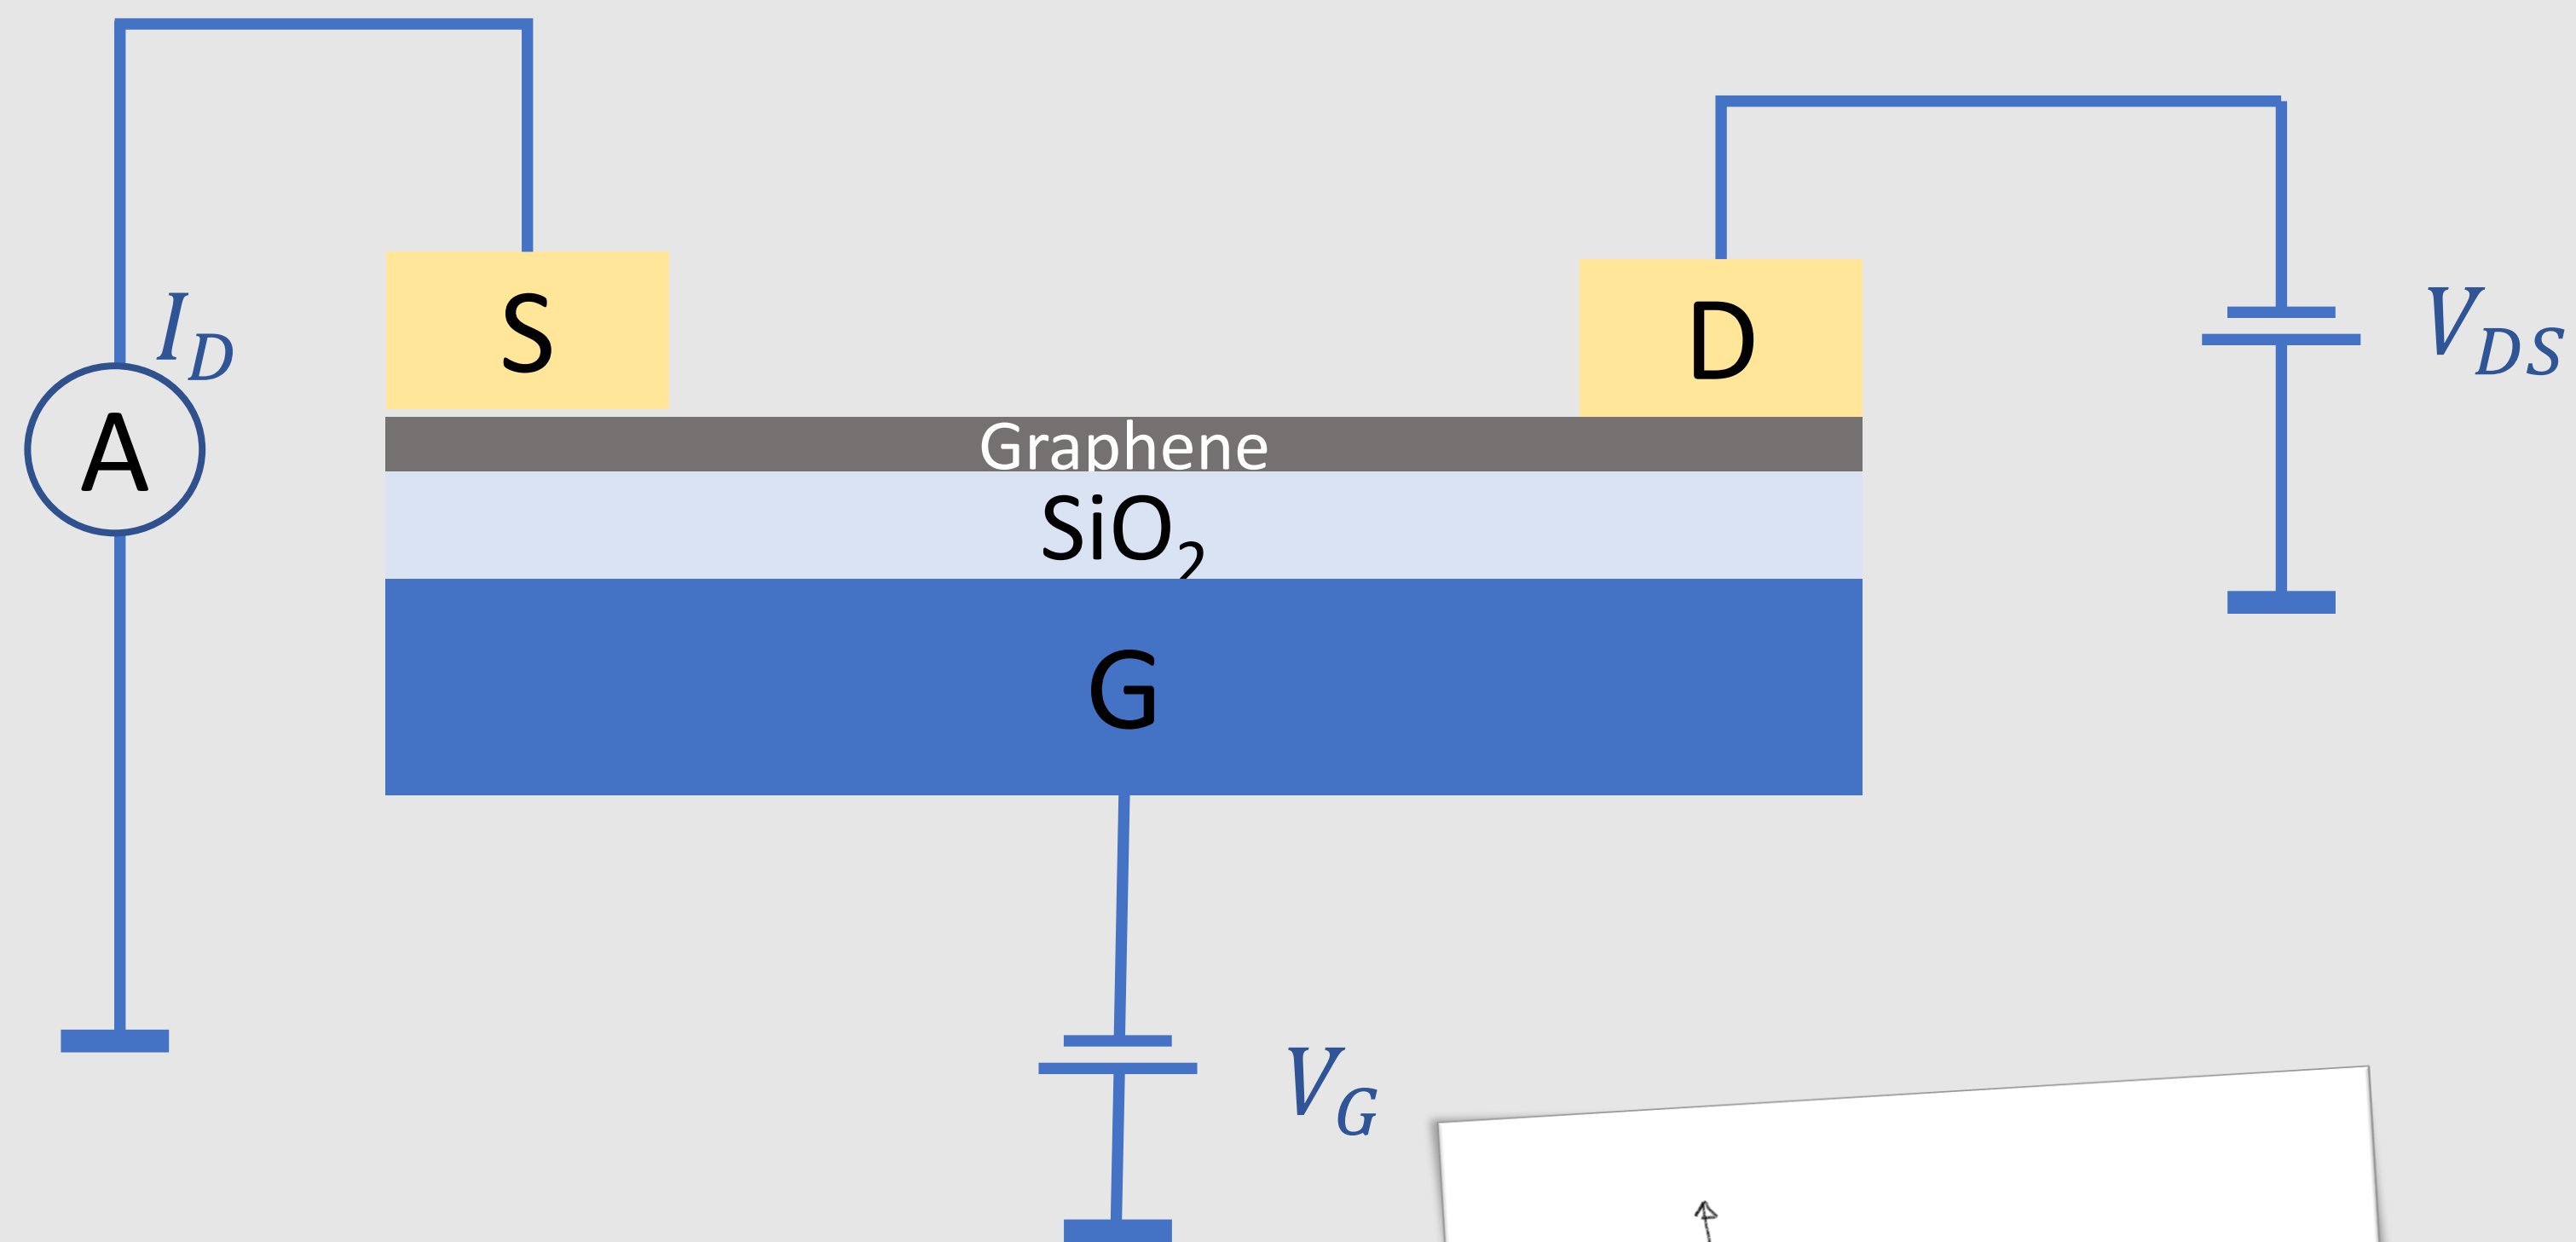 S
D
I_D
V_DS
A
Graphene
SiO₂
G
V_G